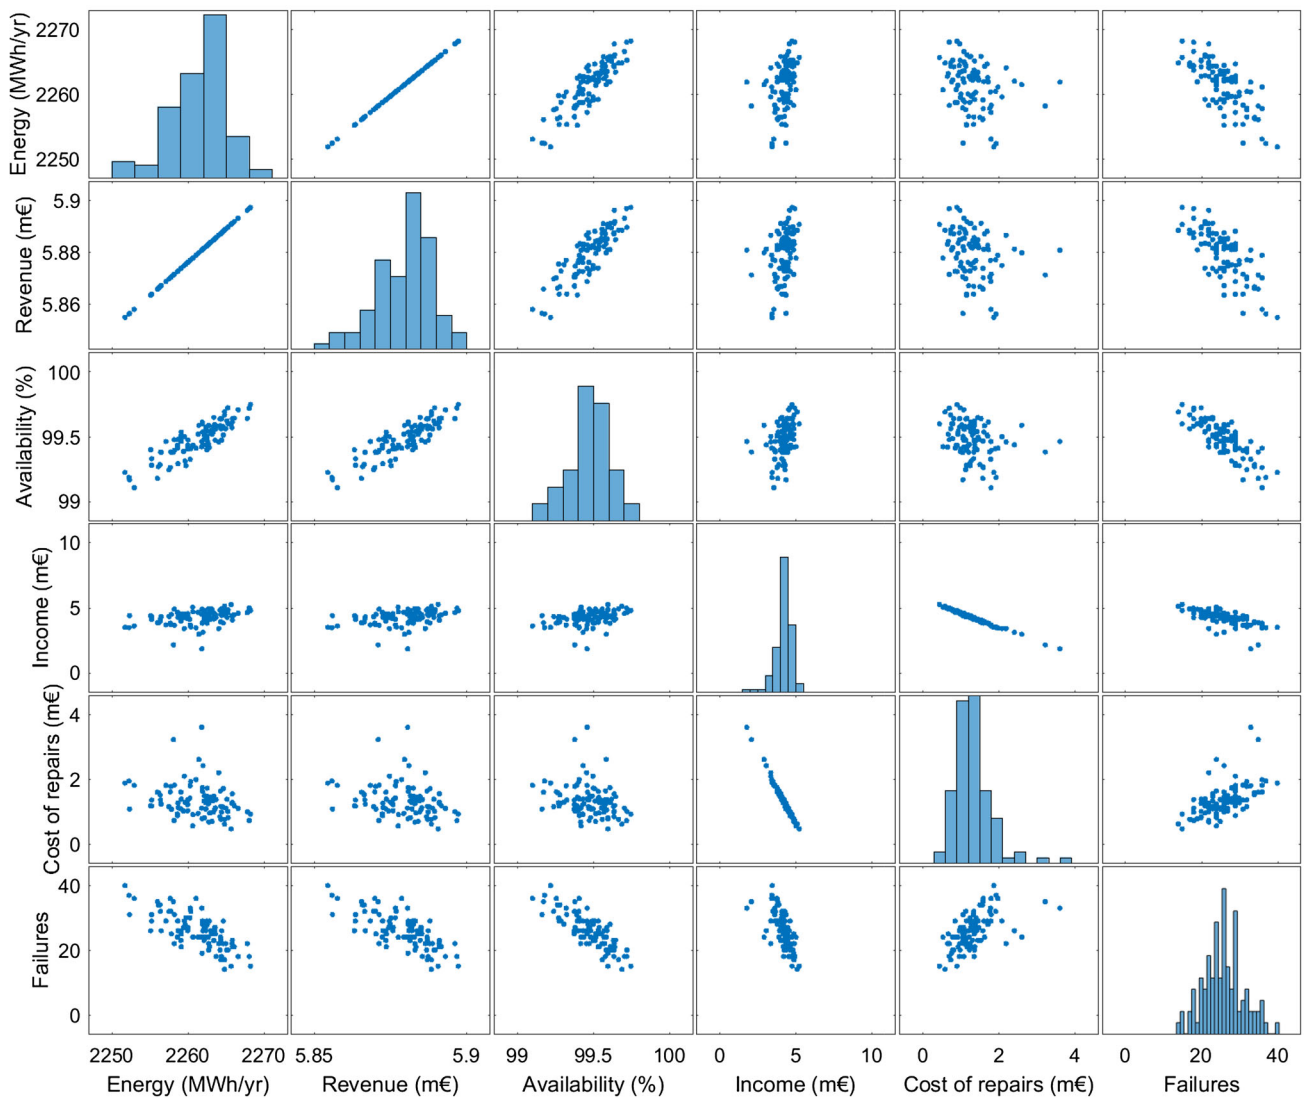 Energy (MWh/yr)
2270
2260
2250
Revenue (m€)
5.9
5.88
5.86
Availability (%)
100
99.5
99
Income (m€)
10
5
0
Cost of repairs (m€)
4
2
0
Failures
40
20
0
2250 2260 2270 5.85 5.9 99 99.5 100 0 5 10 0 2 4 0 20 40
Energy (MWh/yr) Revenue (m€) Availability (%) Income (m€) Cost of repairs (m€) Failures